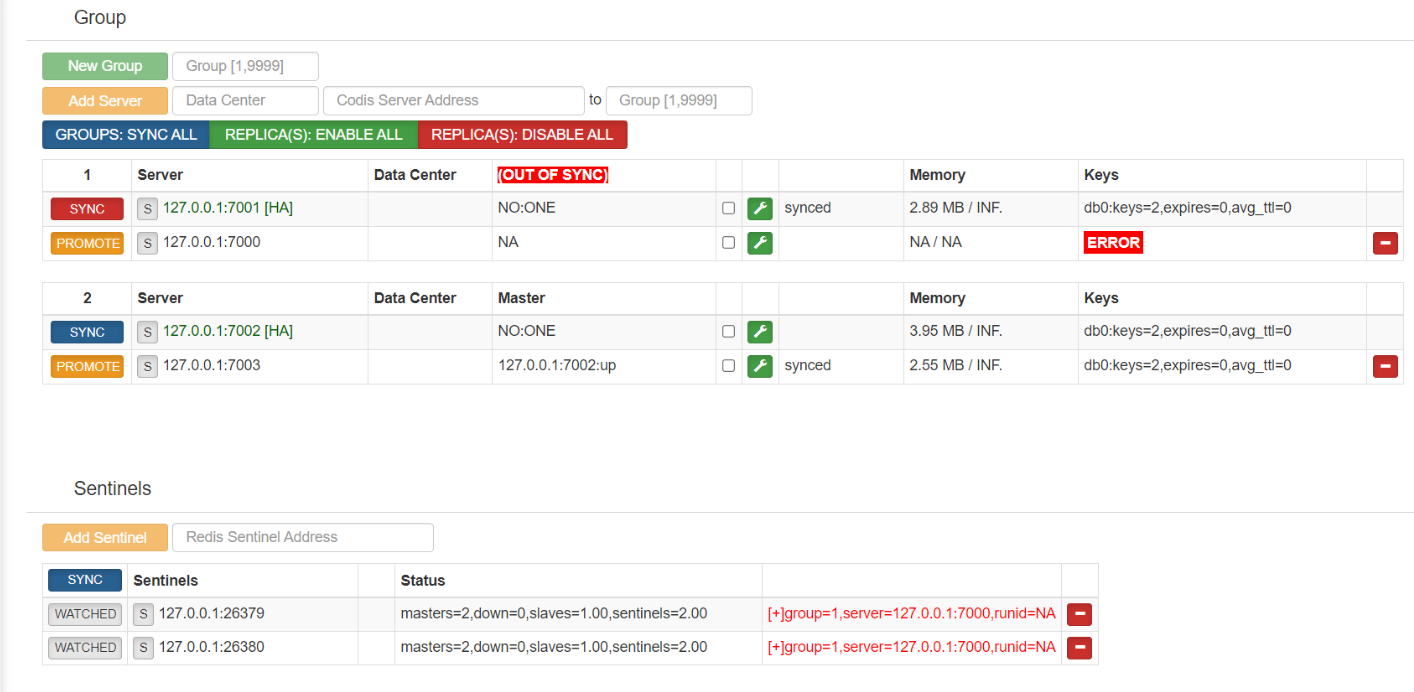 Group
New Group Group [1,9999]
Add Server Data Center Codis Server Address to Group [1,9999]
GROUPS: SYNC ALL REPLICA(S): ENABLE ALL REPLICA(S): DISABLE ALL
1 Server Data Center (OUT OF SYNC) Memory Keys
SYNC S 127.0.0.1:7001 [HA] NO:ONE synced 2.89 MB / INF. db0:keys=2,expires=0,avg_ttl=0
PROMOTE S 127.0.0.1:7000 NA NA / NA ERROR
2 Server Data Center Master Memory Keys
SYNC S 127.0.0.1:7002 [HA] NO:ONE 3.95 MB / INF. db0:keys=2,expires=0,avg_ttl=0
PROMOTE S 127.0.0.1:7003 127.0.0.1:7002:up synced 2.55 MB / INF. db0:keys=2,expires=0,avg_ttl=0
Sentinels
Add Sentinel Redis Sentinel Address
SYNC Sentinels Status
WATCHED S 127.0.0.1:26379 masters=2,down=0,slaves=1.00,sentinels=2.00 [+]group=1,server=127.0.0.1:7000,runid=NA
WATCHED S 127.0.0.1:26380 masters=2,down=0,slaves=1.00,sentinels=2.00 [+]group=1,server=127.0.0.1:7000,runid=NA